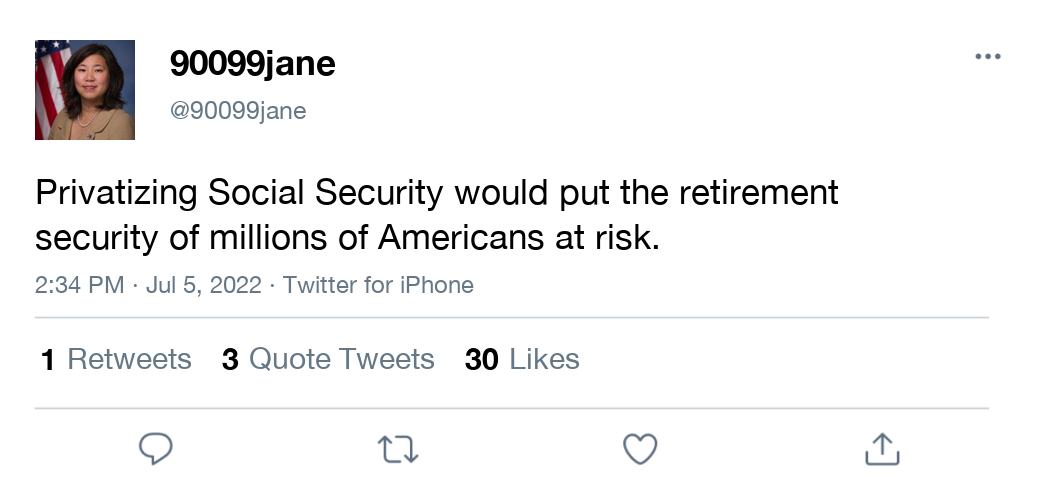 90099jane
@90099jane
Privatizing Social Security would put the retirement
security of millions of Americans at risk.
2:34 PM · Jul 5, 2022 · Twitter for iPhone
1 Retweets 3 Quote Tweets 30 Likes